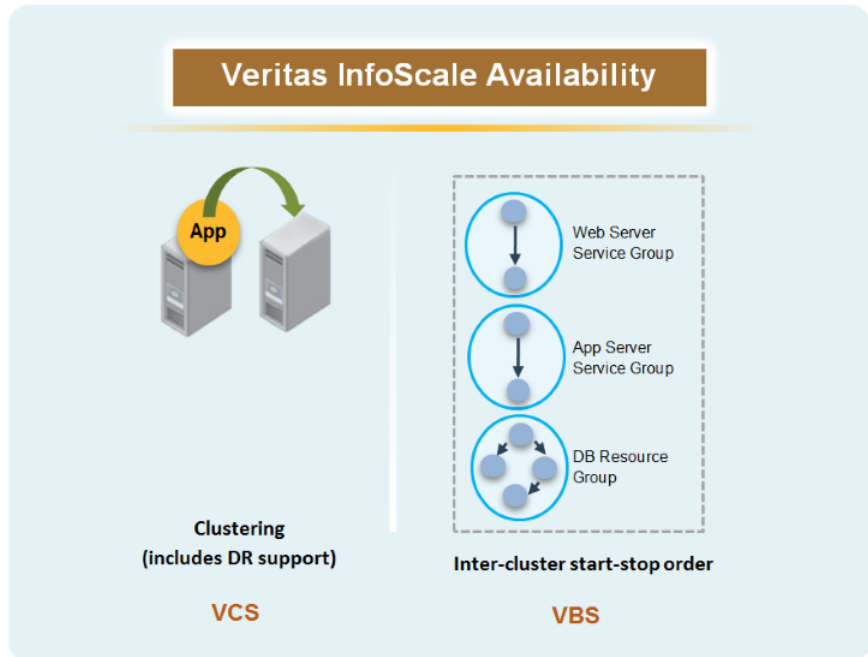 Veritas InfoScale Availability
App
Clustering
(includes DR support)
VCS
Web Server
Service Group
App Server
Service Group
DB Resource
Group
Inter-cluster start-stop order
VBS